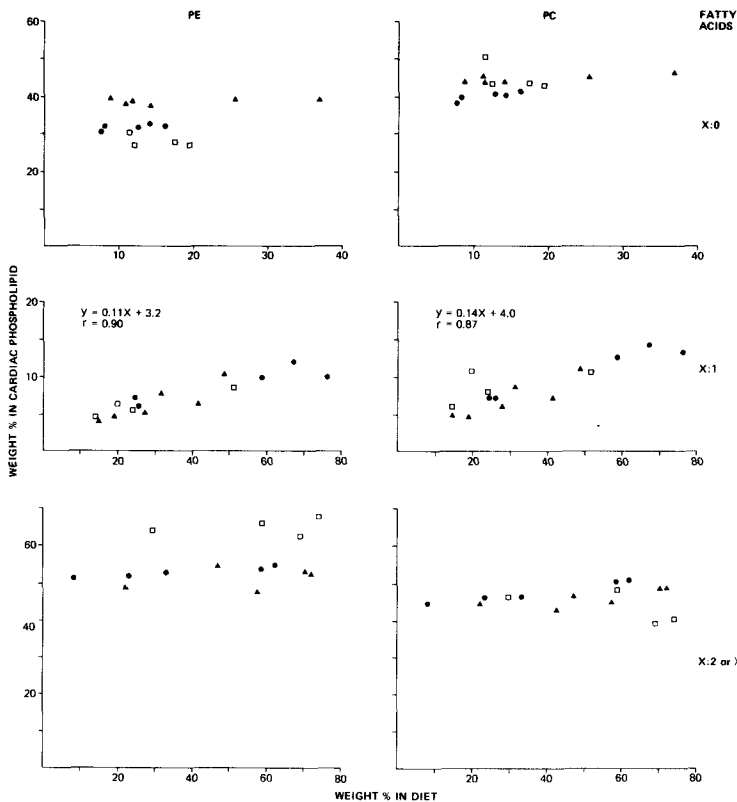 PE
PC
FATTY
ACIDS
60
40
20
10
20
30
40
10
20
30
40
X:0
WEIGHT % IN CARDIAC PHOSPHOLIPID
20
10
y = 0.11X + 3.2
r = 0.90
20
40
60
80
y = 0.14X + 4.0
r = 0.87
20
40
60
80
X:1
60
40
20
20
40
60
80
20
40
60
80
X:2 or
WEIGHT % IN DIET